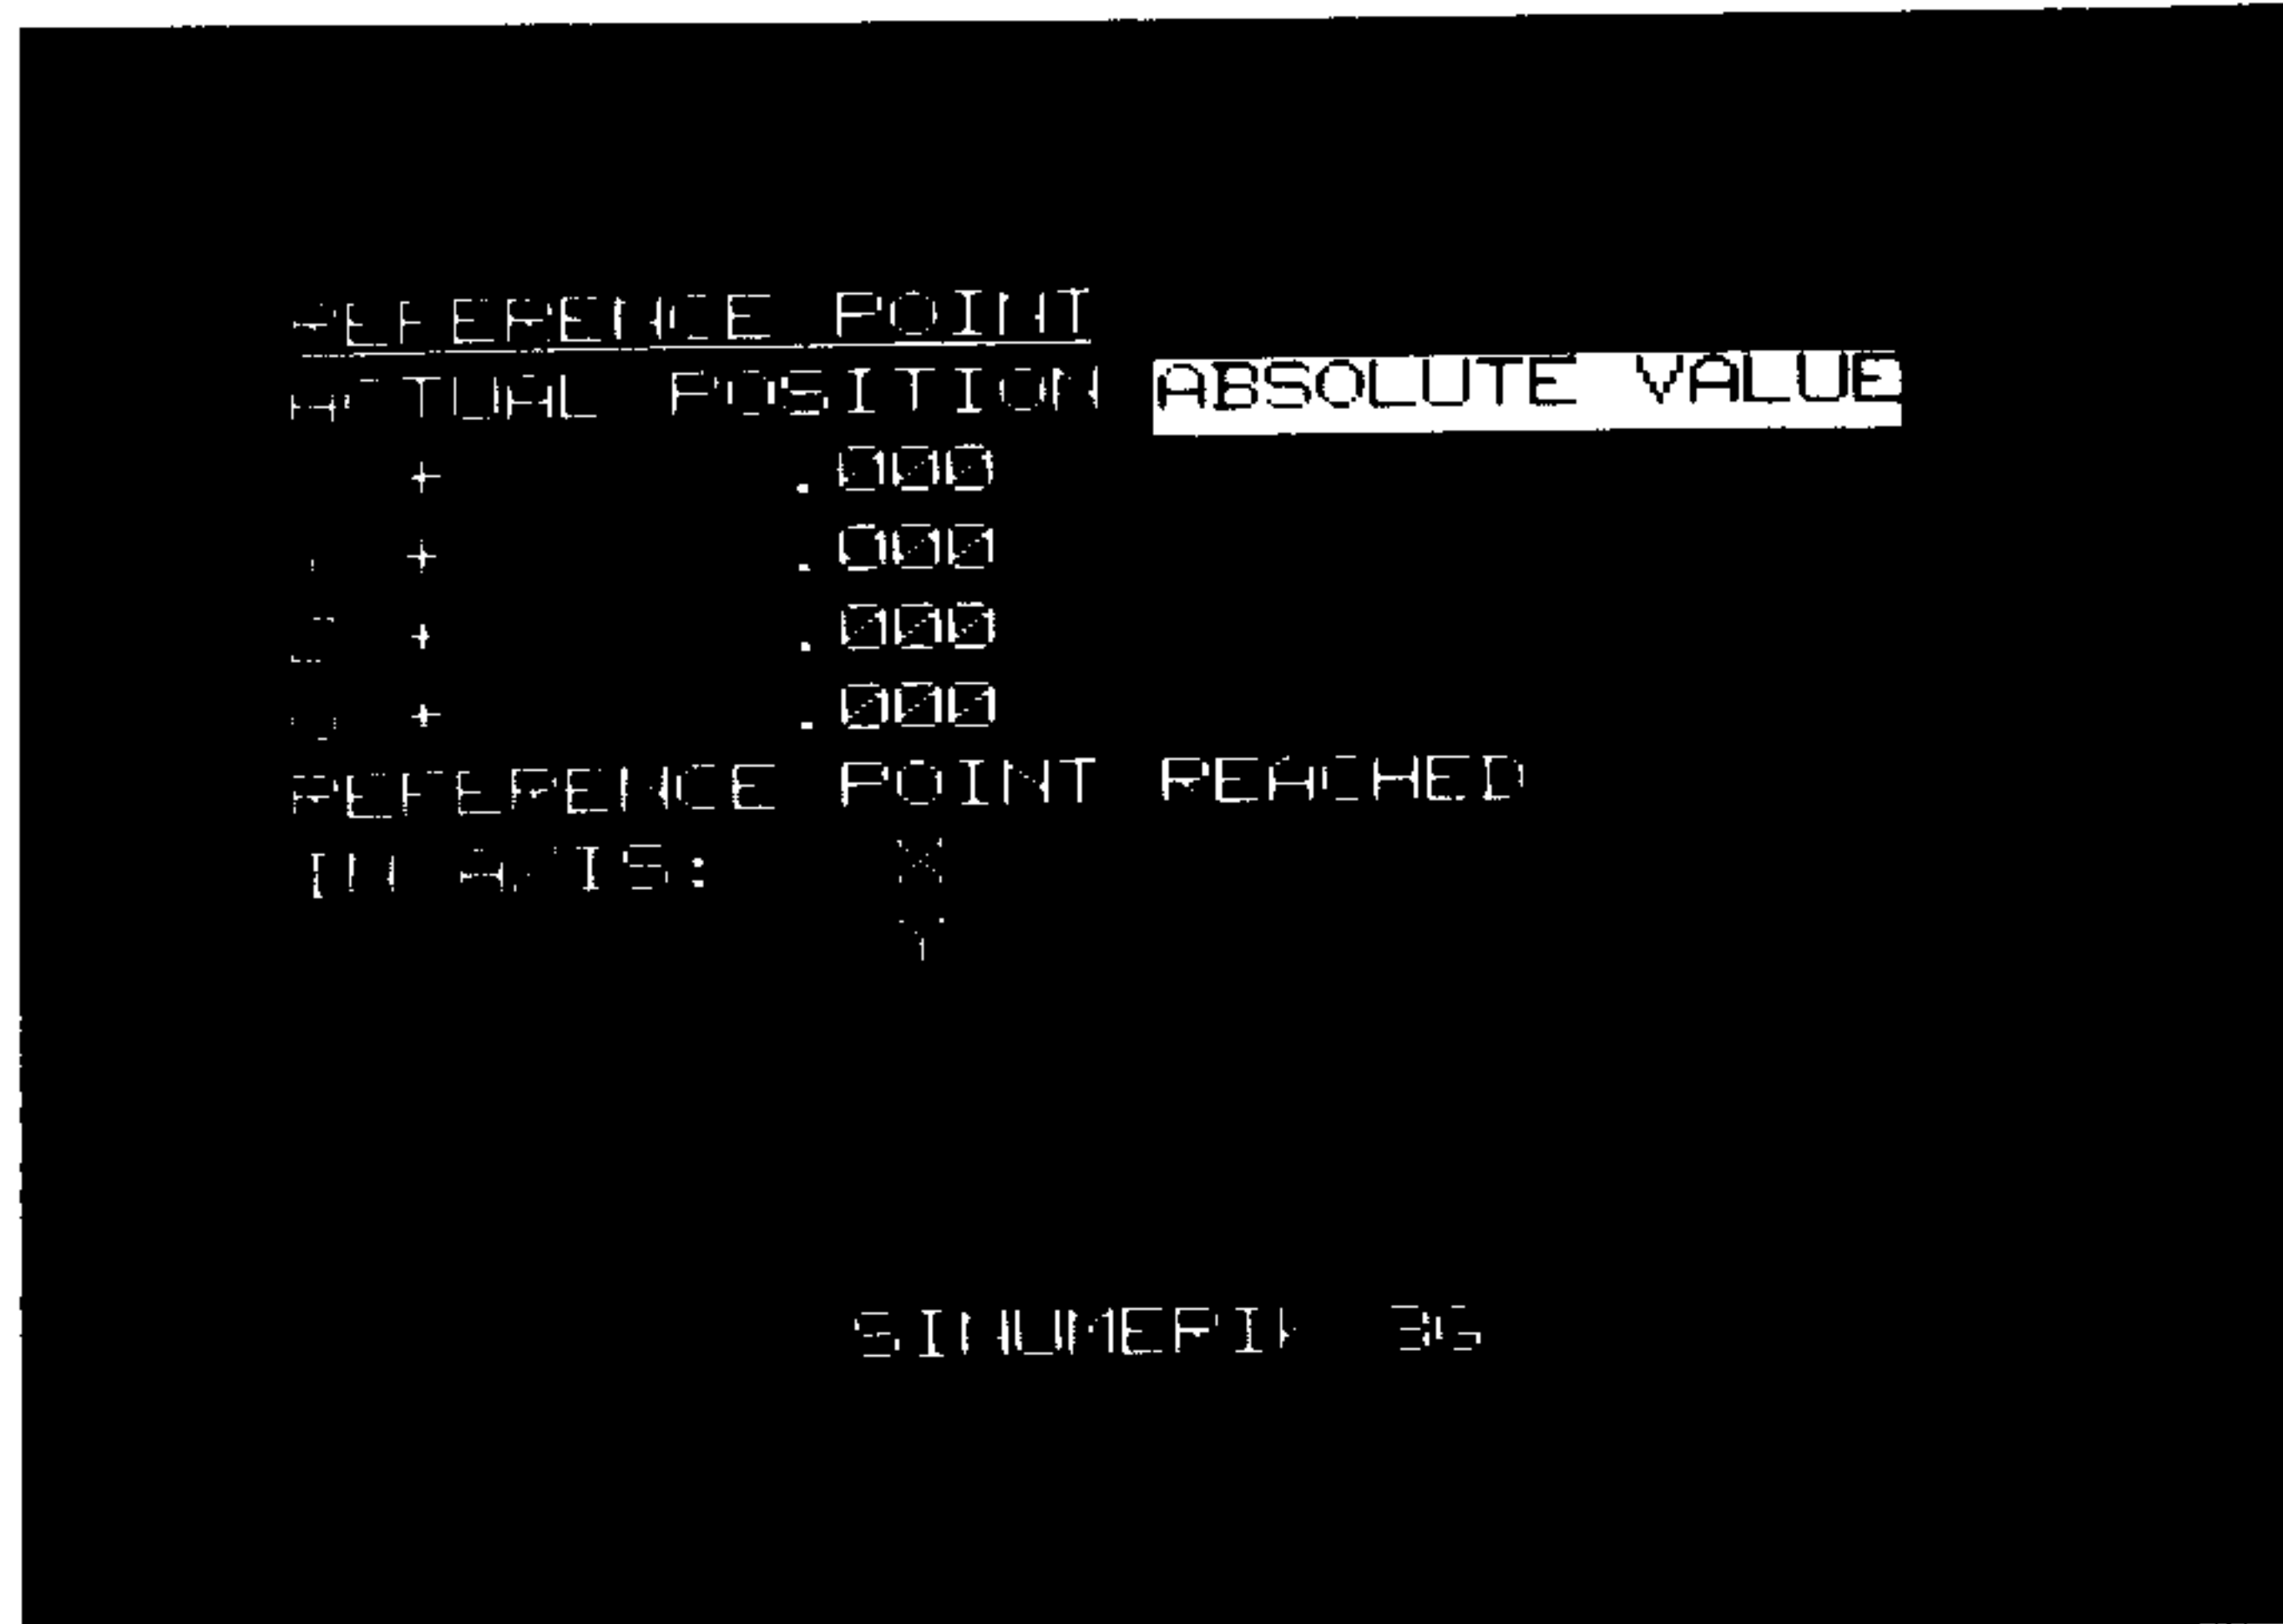 REFERENCE POINT
ACTUAL POSITION ABSOLUTE VALUE
+ .000
+ .000
+ .000
+ .000
REFERENCE POINT REACHED
IN AXIS: X
Y
SINUMERIK 3G